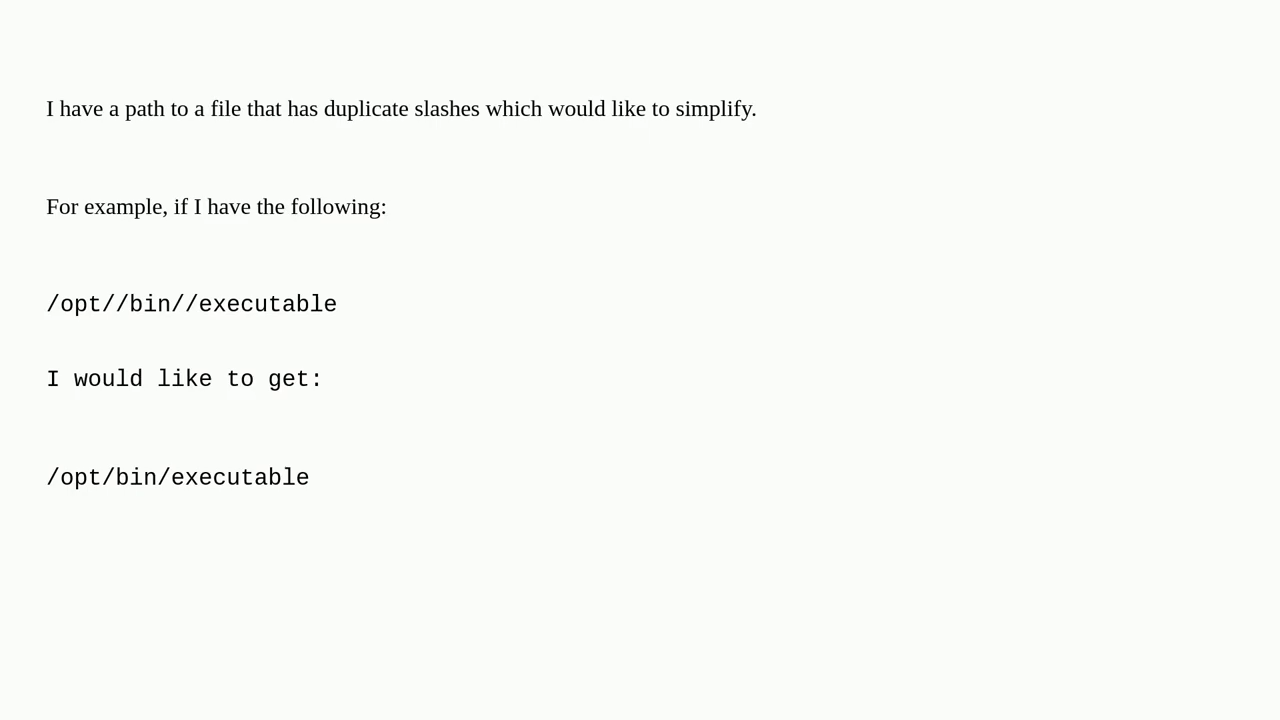 I have a path to a file that has duplicate slashes which would like to simplify.
For example, if I have the following:
/opt//bin//executable
I would like to get:
/opt/bin/executable